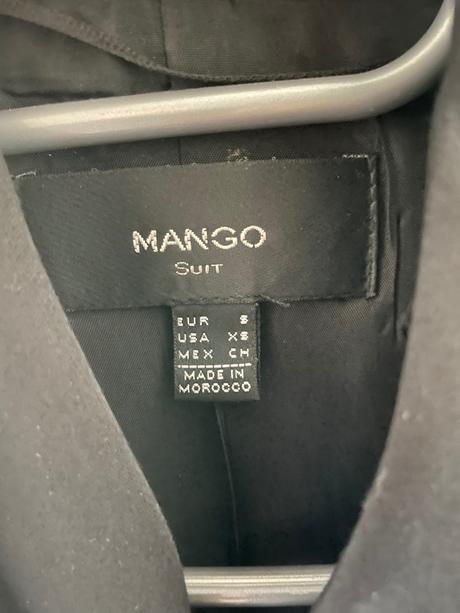 MANGO
SUIT
EUR S
USA XS
MEX CH
MADE IN
MOROCCO